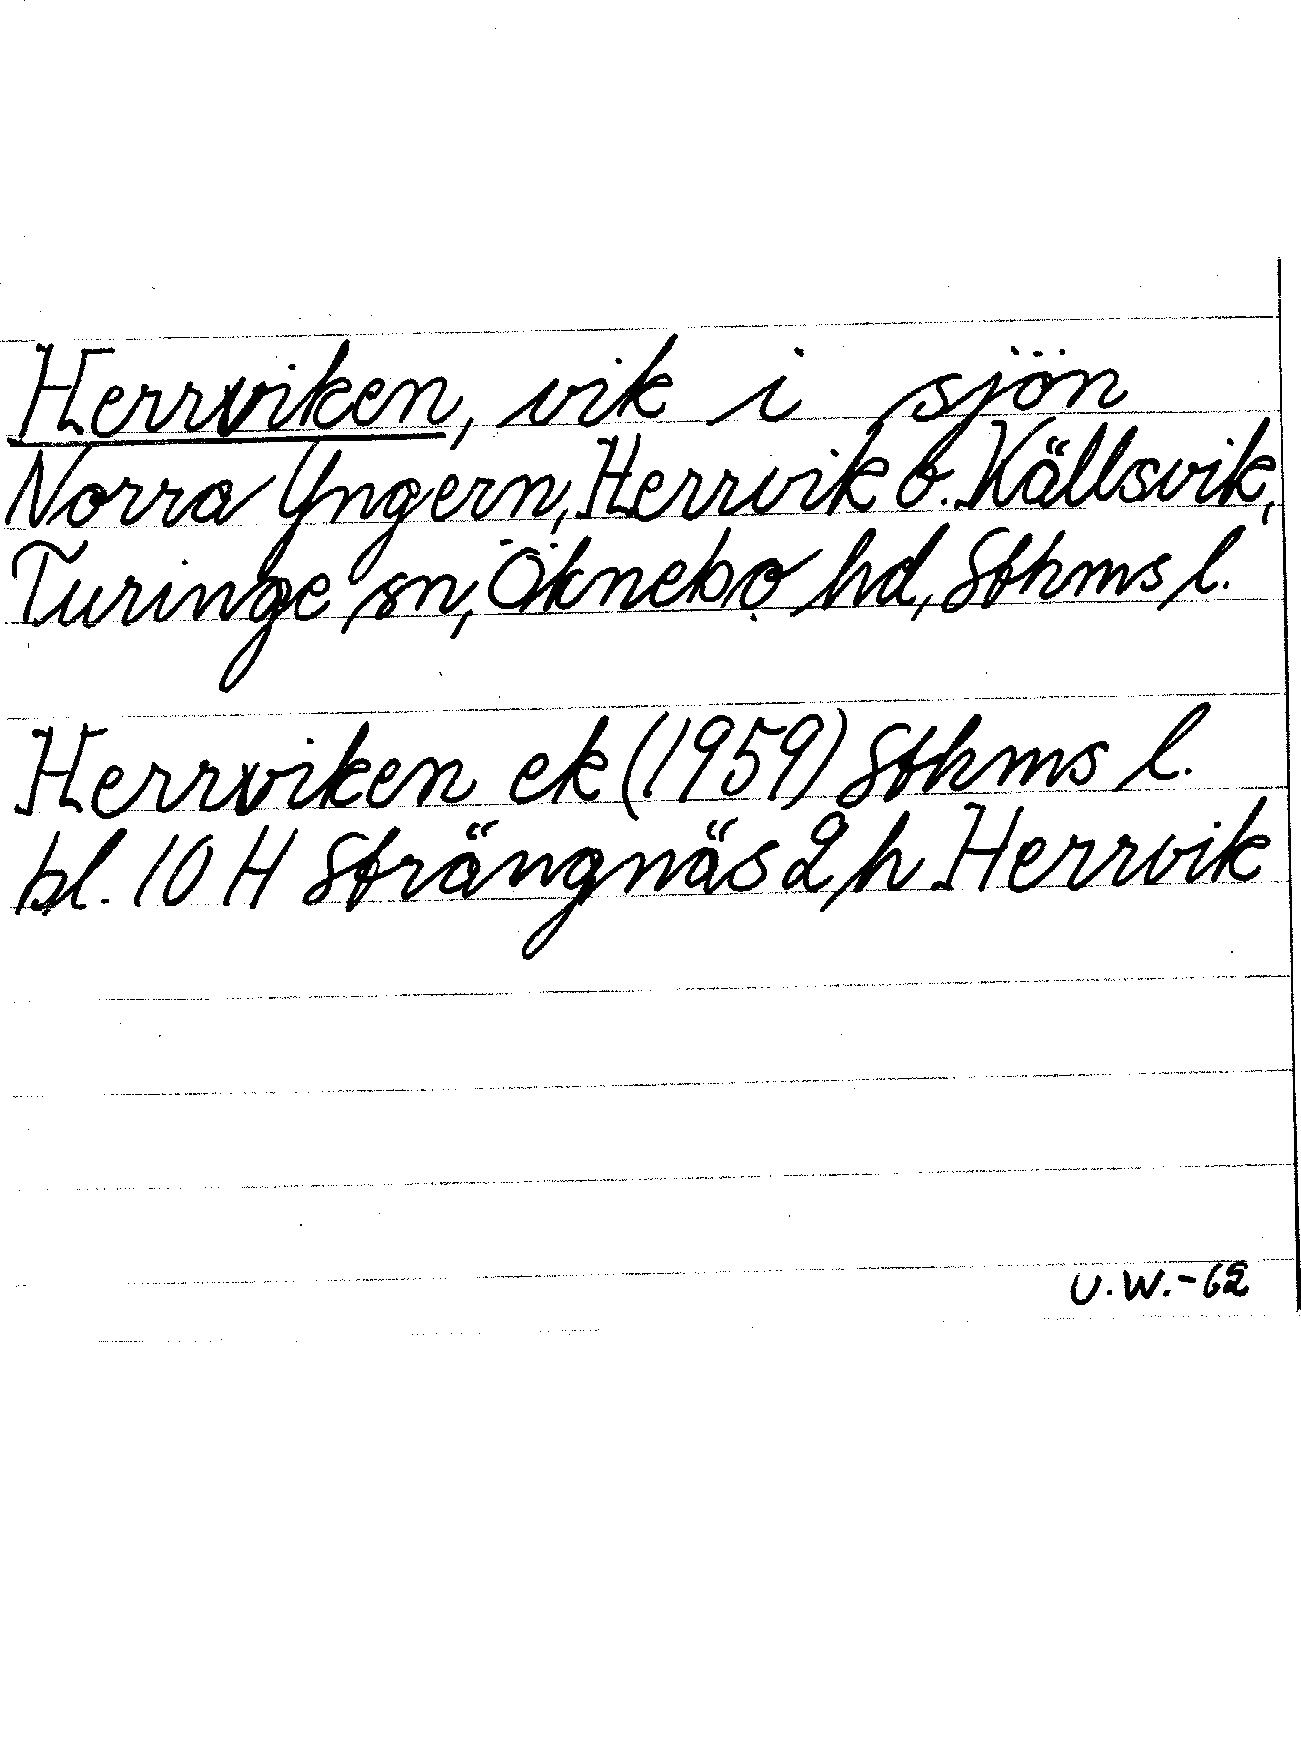 Herrviken, vik i sjön
Norra Yngern, Herrvik o. Källsvik,
Turinge sn, Öknebo hd, Sthms l.
Herrviken ek (1959) Sthms l.
bl. 10 H Strängnäs 2 h Herrvik
U.W.-62